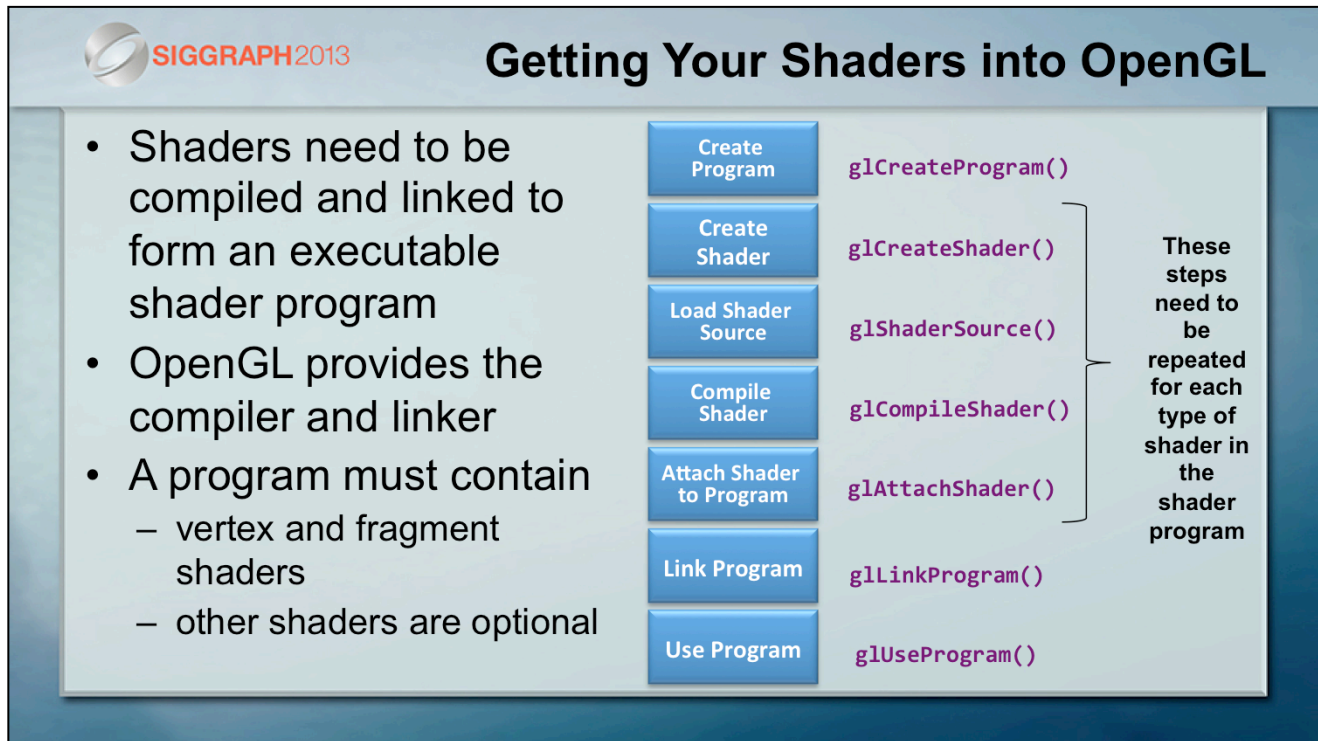 SIGGRAPH2013
Getting Your Shaders into OpenGL
• Shaders need to be
compiled and linked to
form an executable
shader program
• OpenGL provides the
compiler and linker
• A program must contain
– vertex and fragment
shaders
– other shaders are optional
Create
Program
glCreateProgram()
Create
Shader
glCreateShader()
Load Shader
Source
glShaderSource()
Compile
Shader
glCompileShader()
Attach Shader
to Program
glAttachShader()
Link Program
glLinkProgram()
Use Program
glUseProgram()
These
steps
need to
be
repeated
for each
type of
shader in
the
shader
program